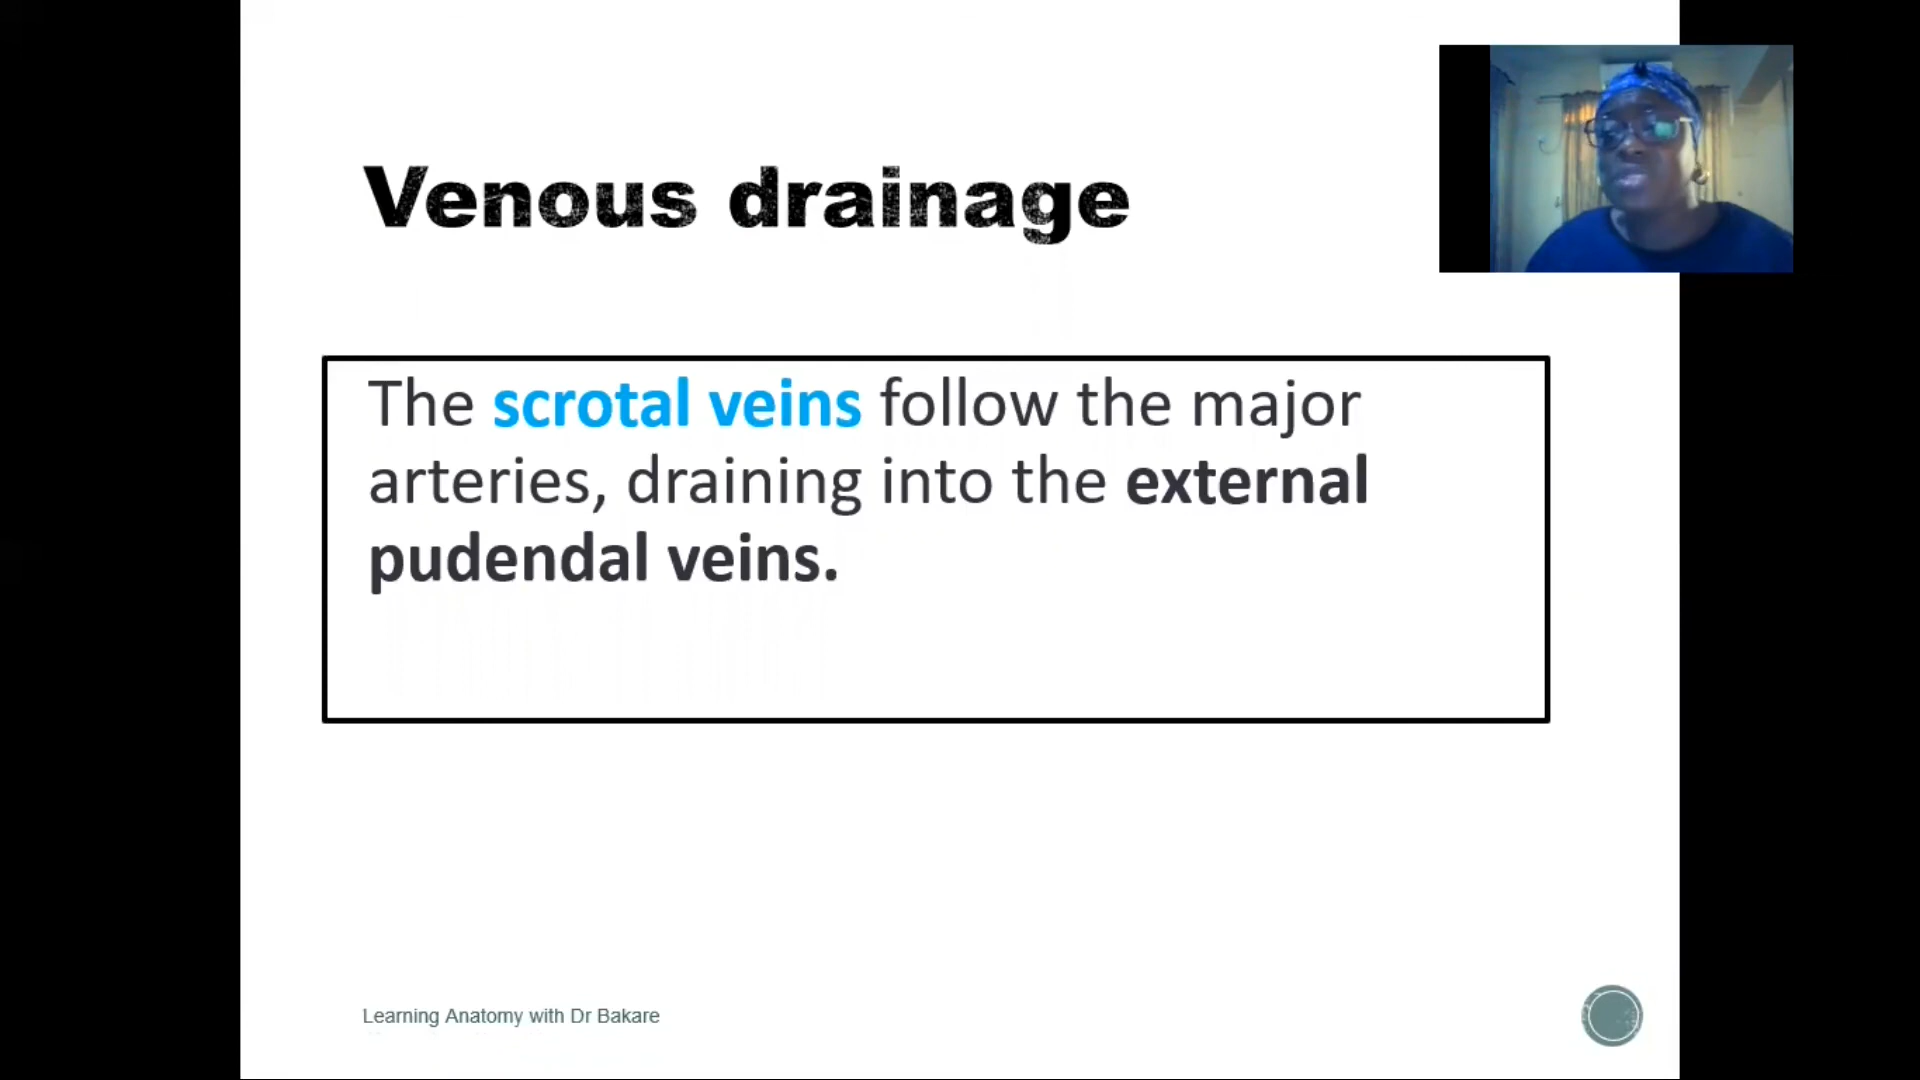 Venous drainage
The scrotal veins follow the major
arteries, draining into the external
pudendal veins.
Learning Anatomy with Dr Bakare